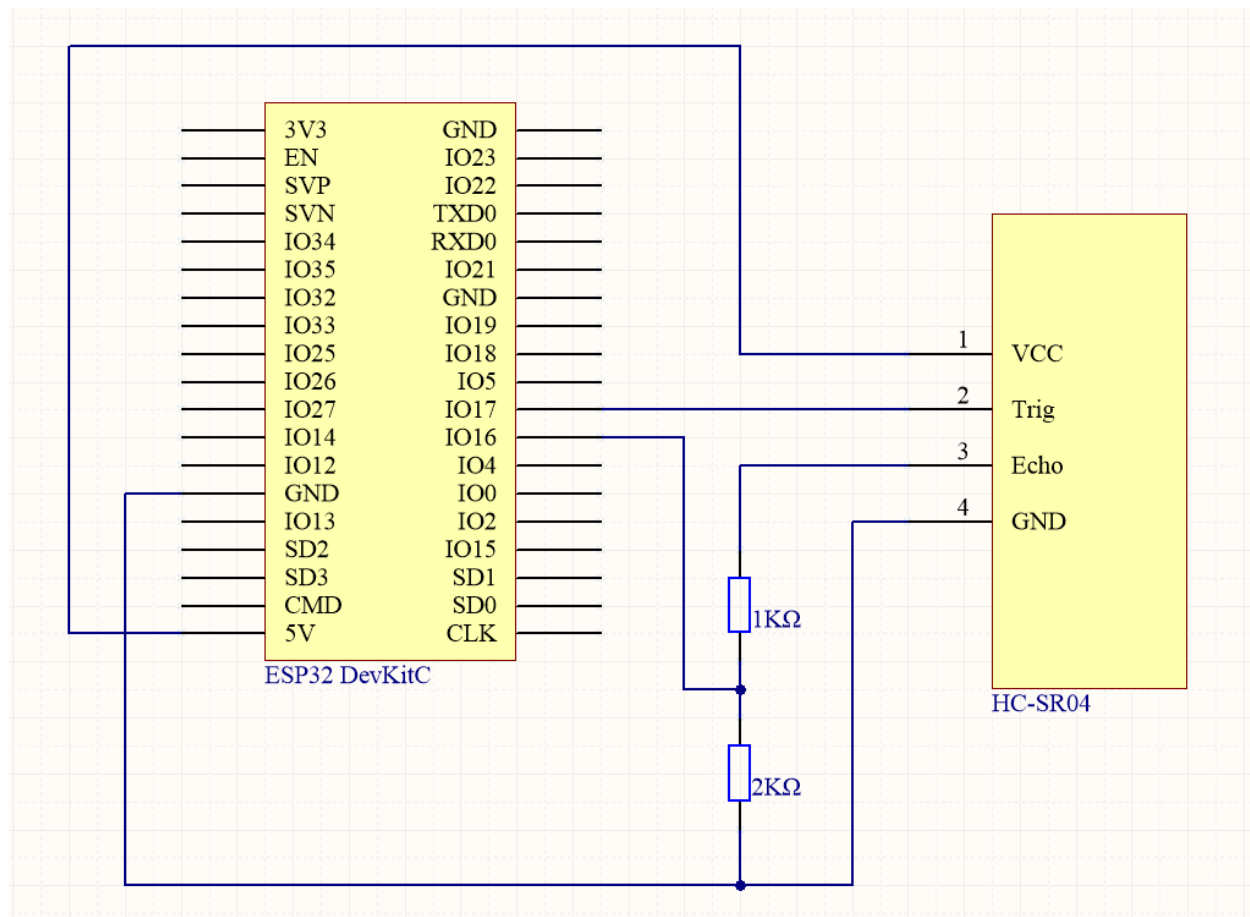 3V3 GND
EN IO23
SVP IO22
SVN TXD0
IO34 RXD0
IO35 IO21
IO32 GND
IO33 IO19
IO25 IO18
IO26 IO5
IO27 IO17
IO14 IO16
IO12 IO4
GND IO0
IO13 IO2
SD2 IO15
SD3 SD1
CMD SD0
5V CLK
ESP32 DevKitC
1 VCC
2 Trig
3 Echo
4 GND
HC-SR04
1KΩ
2KΩ